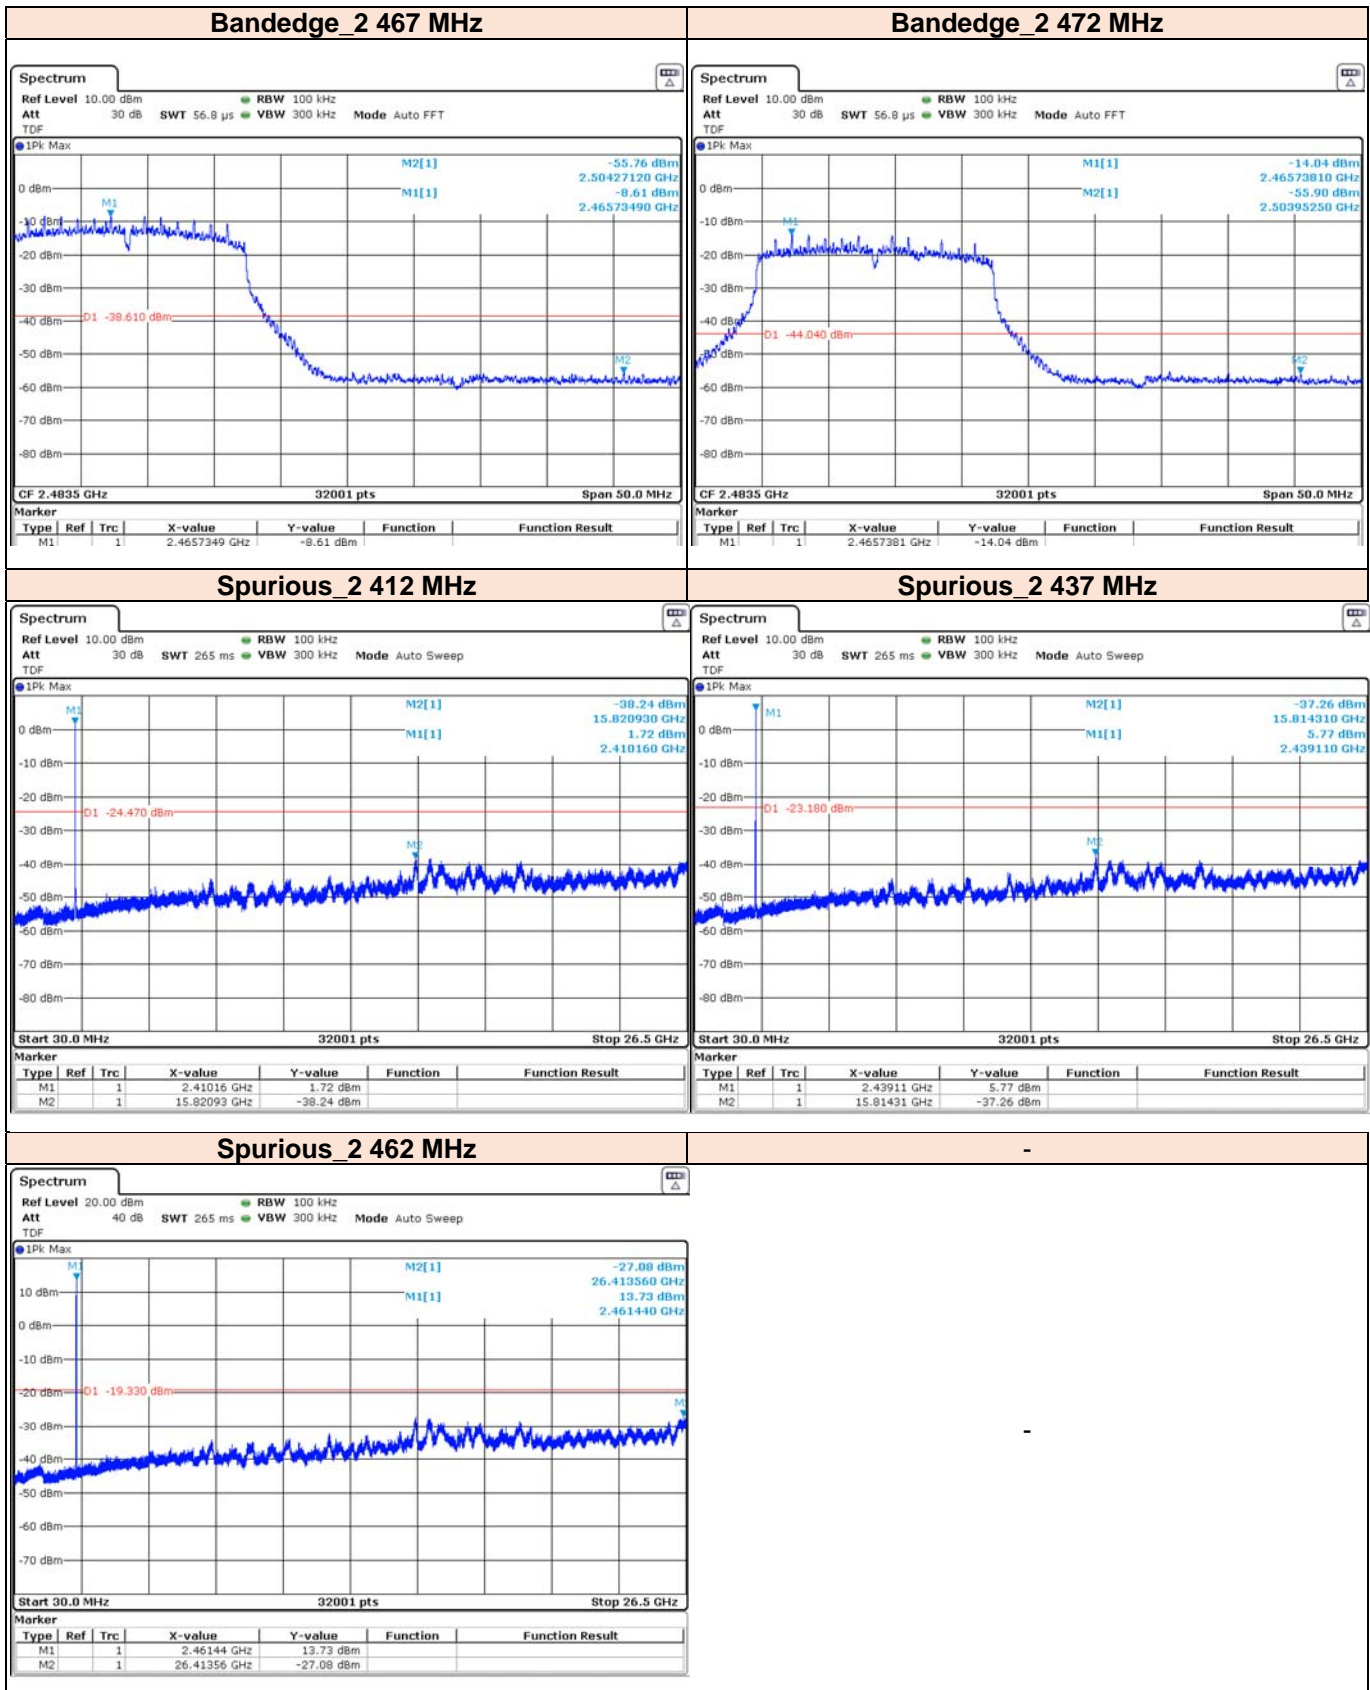 Bandedge_2 467 MHz
Bandedge_2 472 MHz
Spectrum
Ref Level 10.00 dBm RBW 100 kHz
Att 30 dB SWT 56.8 µs VBW 300 kHz Mode Auto FFT
TDF
1Pk Max
M2[1] -55.76 dBm
2.50427120 GHz
M1[1] -8.61 dBm
2.46573490 GHz
M1
0 dBm
-10 dBm
-20 dBm
-30 dBm
-40 dBm
D1 -38.610 dBm
-50 dBm
M2
-60 dBm
-70 dBm
-80 dBm
CF 2.4835 GHz 32001 pts Span 50.0 MHz
Marker
Type Ref Trc X-value Y-value Function Function Result
M1 1 2.4657349 GHz -8.61 dBm
Spectrum
Ref Level 10.00 dBm RBW 100 kHz
Att 30 dB SWT 56.8 µs VBW 300 kHz Mode Auto FFT
TDF
1Pk Max
M1[1] -14.04 dBm
2.46573810 GHz
M2[1] -55.90 dBm
2.50395250 GHz
0 dBm
-10 dBm
M1
-20 dBm
-30 dBm
-40 dBm
D1 -44.040 dBm
-50 dBm
M2
-60 dBm
-70 dBm
-80 dBm
CF 2.4835 GHz 32001 pts Span 50.0 MHz
Marker
Type Ref Trc X-value Y-value Function Function Result
M1 1 2.4657381 GHz -14.04 dBm
Spurious_2 412 MHz
Spurious_2 437 MHz
Spectrum
Ref Level 10.00 dBm RBW 100 kHz
Att 30 dB SWT 265 ms VBW 300 kHz Mode Auto Sweep
TDF
1Pk Max
M1
M2[1] -38.24 dBm
15.820930 GHz
M1[1] 1.72 dBm
2.410160 GHz
0 dBm
-10 dBm
-20 dBm
D1 -24.470 dBm
-30 dBm
M2
-40 dBm
-50 dBm
-60 dBm
-70 dBm
-80 dBm
Start 30.0 MHz 32001 pts Stop 26.5 GHz
Marker
Type Ref Trc X-value Y-value Function Function Result
M1 1 2.41016 GHz 1.72 dBm
M2 1 15.82093 GHz -38.24 dBm
Spectrum
Ref Level 10.00 dBm RBW 100 kHz
Att 30 dB SWT 265 ms VBW 300 kHz Mode Auto Sweep
TDF
1Pk Max
M1
M2[1] -37.26 dBm
15.814310 GHz
M1[1] 5.77 dBm
2.439110 GHz
0 dBm
-10 dBm
-20 dBm
D1 -23.180 dBm
-30 dBm
M2
-40 dBm
-50 dBm
-60 dBm
-70 dBm
-80 dBm
Start 30.0 MHz 32001 pts Stop 26.5 GHz
Marker
Type Ref Trc X-value Y-value Function Function Result
M1 1 2.43911 GHz 5.77 dBm
M2 1 15.81431 GHz -37.26 dBm
Spurious_2 462 MHz
-
Spectrum
Ref Level 20.00 dBm RBW 100 kHz
Att 40 dB SWT 265 ms VBW 300 kHz Mode Auto Sweep
TDF
1Pk Max
M1
M2[1] -27.08 dBm
26.413560 GHz
M1[1] 13.73 dBm
2.461440 GHz
10 dBm
0 dBm
-10 dBm
-20 dBm
D1 -19.330 dBm
M
-30 dBm
-40 dBm
-50 dBm
-60 dBm
-70 dBm
Start 30.0 MHz 32001 pts Stop 26.5 GHz
Marker
Type Ref Trc X-value Y-value Function Function Result
M1 1 2.46144 GHz 13.73 dBm
M2 1 26.41356 GHz -27.08 dBm
-